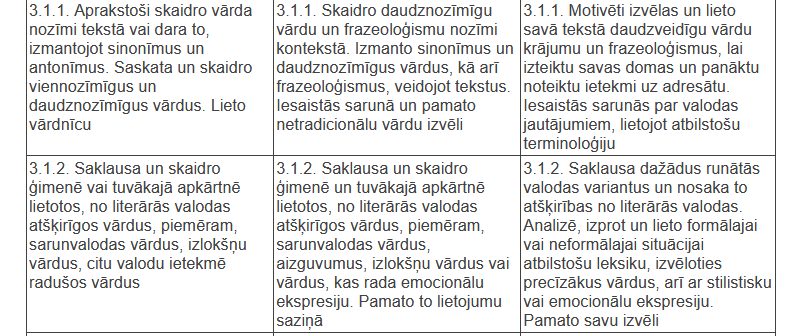 3.1.1. Aprakstoši skaidro vārda
nozīmi tekstā vai dara to,
izmantojot sinonīmus un
antonīmus. Saskata un skaidro
viennozīmīgus un
daudznozīmīgus vārdus. Lieto
vārdnīcu
3.1.1. Skaidro daudznozīmīgu
vārdu un frazeoloģismu nozīmi
kontekstā. Izmanto sinonīmus un
daudznozīmīgus vārdus, kā arī
frazeoloģismus, veidojot tekstus.
Iesaistās sarunā un pamato
netradicionālu vārdu izvēli
3.1.1. Motivēti izvēlas un lieto
savā tekstā daudzveidīgu vārdu
krājumu un frazeoloģismus, lai
izteiktu savas domas un panāktu
noteiktu ietekmi uz adresātu.
Iesaistās sarunās par valodas
jautājumiem, lietojot atbilstošu
terminoloģiju
3.1.2. Saklausa un skaidro
ģimenē vai tuvākajā apkārtnē
lietotos, no literārās valodas
atšķirīgos vārdus, piemēram,
sarunvalodas vārdus, izlokšņu
vārdus, citu valodu ietekmē
radušos vārdus
3.1.2. Saklausa un skaidro
ģimenē un tuvākajā apkārtnē
lietotos, no literārās valodas
atšķirīgos vārdus, piemēram,
sarunvalodas vārdus,
aizguvumus, izlokšņu vārdus vai
vārdus, kas rada emocionālu
ekspresiju. Pamato to lietojumu
saziņā
3.1.2. Saklausa dažādus runātās
valodas variantus un nosaka to
atšķirības no literārās valodas.
Analizē, izprot un lieto formālajai
vai neformālajai situācijai
atbilstošu leksiku, izvēloties
precīzākus vārdus, arī ar stilistisku
vai emocionālu ekspresiju.
Pamato savu izvēli